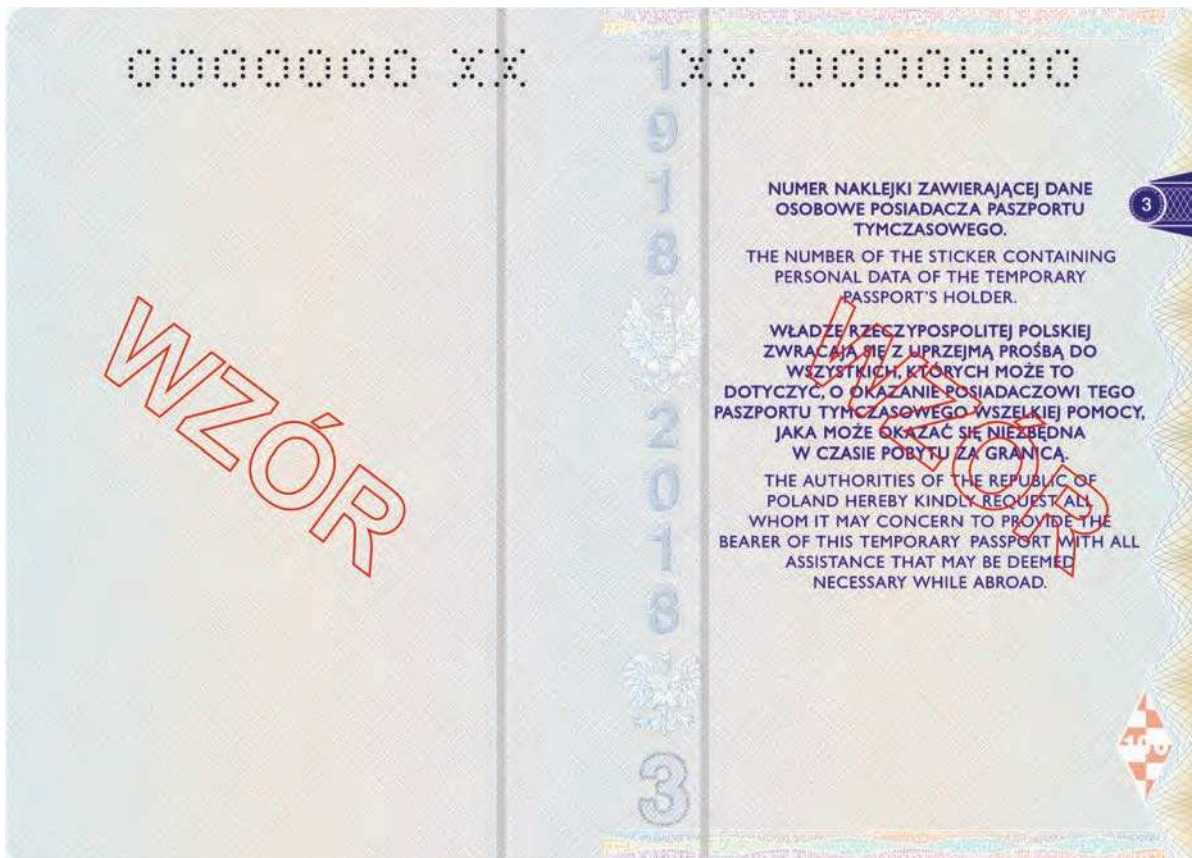 0000000 XX
XX 0000000
WZÓR
1918
2018
3
NUMER NAKLEJKI ZAWIERAJĄCEJ DANE
OSOBOWE POSIADACZA PASZPORTU
TYMCZASOWEGO.
THE NUMBER OF THE STICKER CONTAINING
PERSONAL DATA OF THE TEMPORARY
PASSPORT'S HOLDER.
WŁADZE RZECZYPOSPOLITEJ POLSKIEJ
ZWRACAJĄ SIĘ Z UPRZEJMĄ PROŚBĄ DO
WSZYSTKICH, KTÓRYCH MOŻE TO
DOTYCZYĆ, O OKAZANIE POSIADACZOWI TEGO
PASZPORTU TYMCZASOWEGO WSZELKIEJ POMOCY,
JAKA MOŻE OKAZAĆ SIĘ NIEZBĘDNA
W CZASIE POBYTU ZA GRANICĄ.
THE AUTHORITIES OF THE REPUBLIC OF
POLAND HEREBY KINDLY REQUEST ALL
WHOM IT MAY CONCERN TO PROVIDE THE
BEARER OF THIS TEMPORARY PASSPORT WITH ALL
ASSISTANCE THAT MAY BE DEEMED
NECESSARY WHILE ABROAD.
WZÓR
3
100